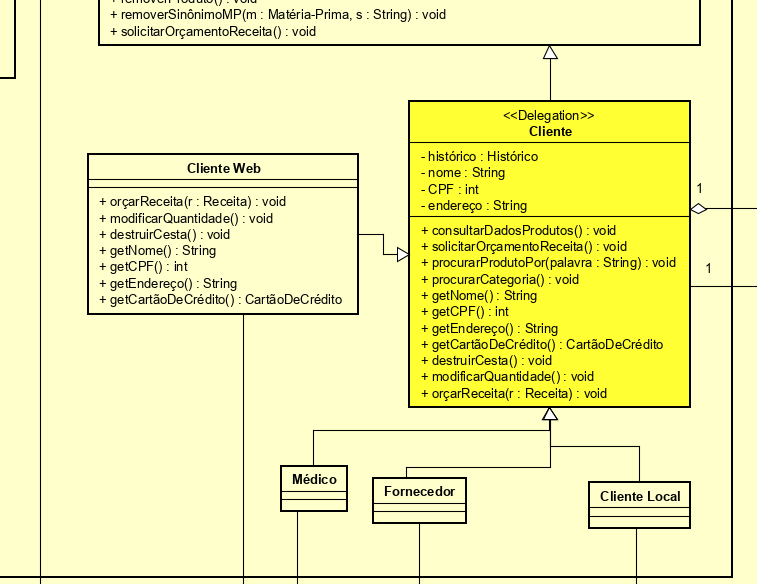 + removerProduto() : void
+ removerSinônimoMP(m : Matéria-Prima, s : String) : void
+ solicitarOrçamentoReceita() : void
<<Delegation>>
Cliente
- histórico : Histórico
- nome : String
- CPF : int
- endereço : String
+ consultarDadosProdutos() : void
+ solicitarOrçamentoReceita() : void
+ procurarProdutoPor(palavra : String) : void
+ procurarCategoria() : void
+ getNome() : String
+ getCPF() : int
+ getEndereço() : String
+ getCartãoDeCrédito() : CartãoDeCrédito
+ destruirCesta() : void
+ modificarQuantidade() : void
+ orçarReceita(r : Receita) : void
1
1
Cliente Web
+ orçarReceita(r : Receita) : void
+ modificarQuantidade() : void
+ destruirCesta() : void
+ getNome() : String
+ getCPF() : int
+ getEndereço() : String
+ getCartãoDeCrédito() : CartãoDeCrédito
Médico
Fornecedor
Cliente Local